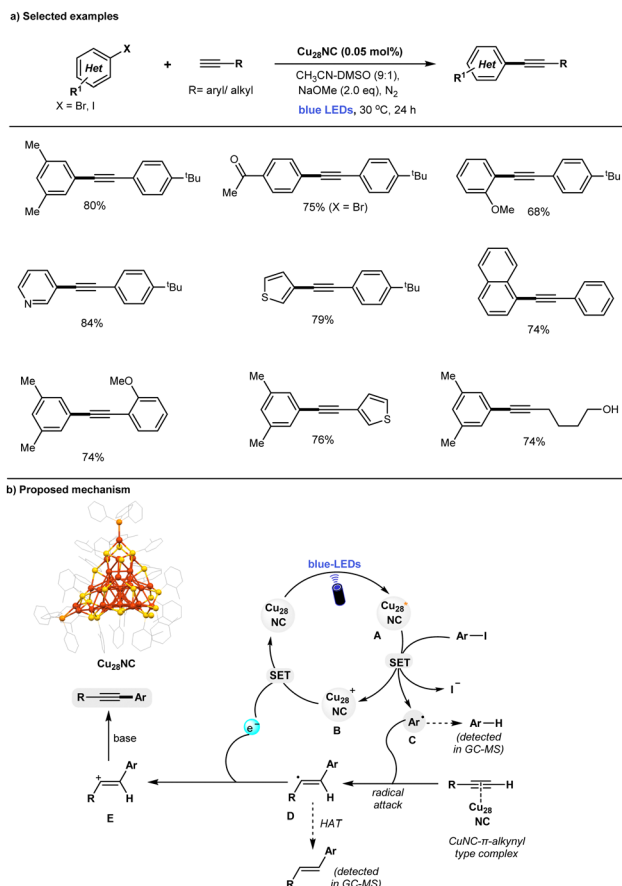 a) Selected examples
Het
X
R¹
X = Br, I
+
R
R= aryl/ alkyl
Cu₂₈NC (0.05 mol%)
CH₃CN-DMSO (9:1),
NaOMe (2.0 eq), N₂
blue LEDs, 30 °C, 24 h
Het
R¹
R
Me
Me
ᵗBu
80%
O
Me
ᵗBu
75% (X = Br)
OMe
ᵗBu
68%
N
ᵗBu
84%
S
ᵗBu
79%
74%
Me
Me
MeO
74%
Me
Me
S
76%
Me
Me
OH
74%
b) Proposed mechanism
Cu₂₈NC
blue-LEDs
Cu₂₈
NC
Cu₂₈*
NC
A
Ar–I
SET
I⁻
SET
Cu₂₈⁺
NC
B
Ar•
C
Ar–H
(detected
in GC-MS)
R
Ar
base
e⁻
Ar
+
R
H
E
Ar
•
R
H
D
radical
attack
R
H
Cu₂₈
NC
CuNC-π-alkynyl
type complex
HAT
Ar
R
(detected
in GC-MS)